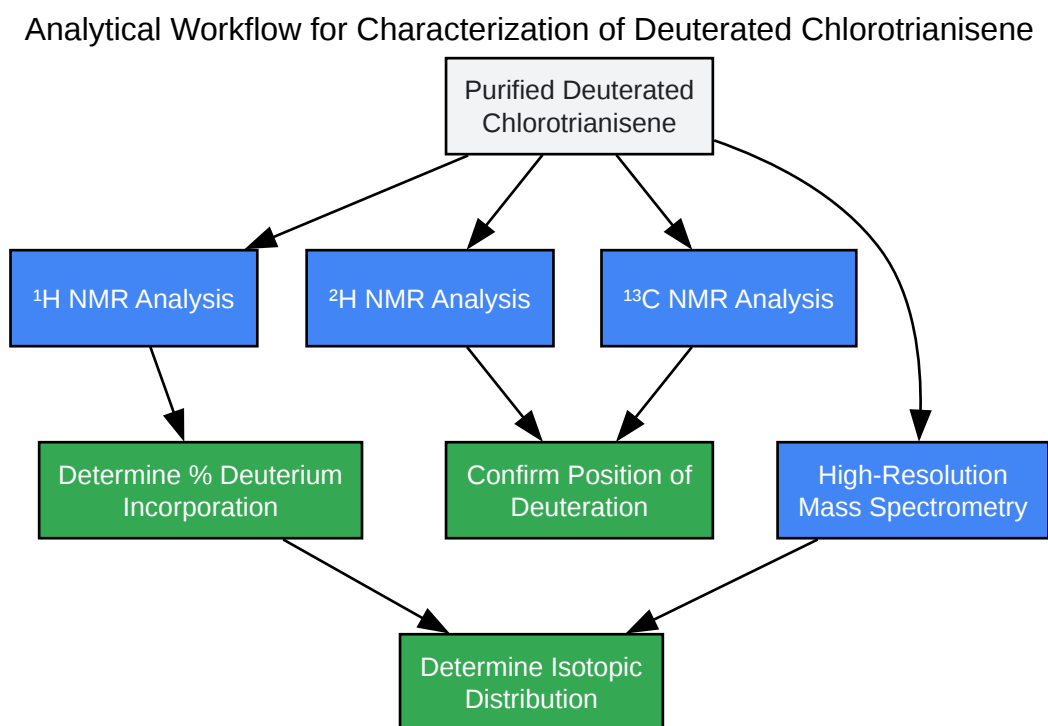 Analytical Workflow for Characterization of Deuterated Chlorotrianisene
Purified Deuterated
Chlorotrianisene
¹H NMR Analysis
²H NMR Analysis
¹³C NMR Analysis
Determine % Deuterium
Incorporation
Confirm Position of
Deuteration
High-Resolution
Mass Spectrometry
Determine Isotopic
Distribution